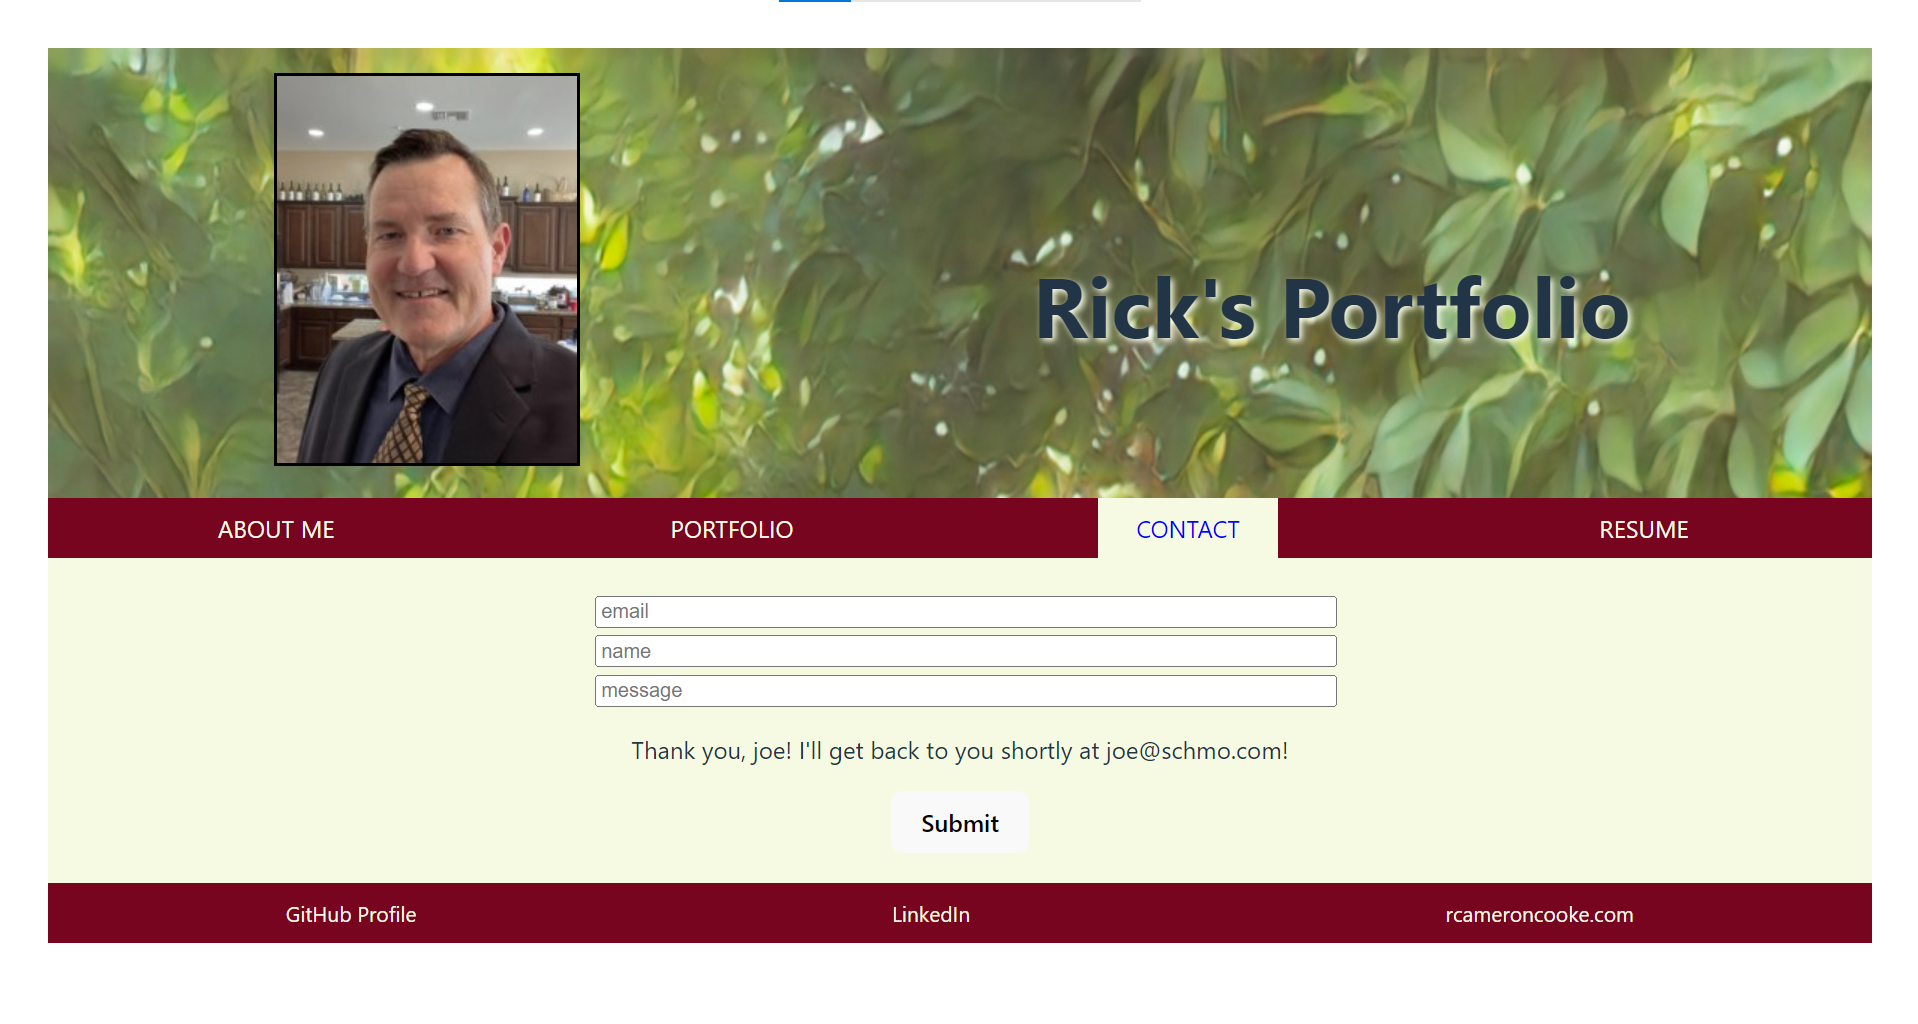 Rick's Portfolio
ABOUT ME PORTFOLIO CONTACT RESUME
email
name
message
Thank you, joe! I'll get back to you shortly at joe@schmo.com!
Submit
GitHub Profile LinkedIn rcameroncooke.com